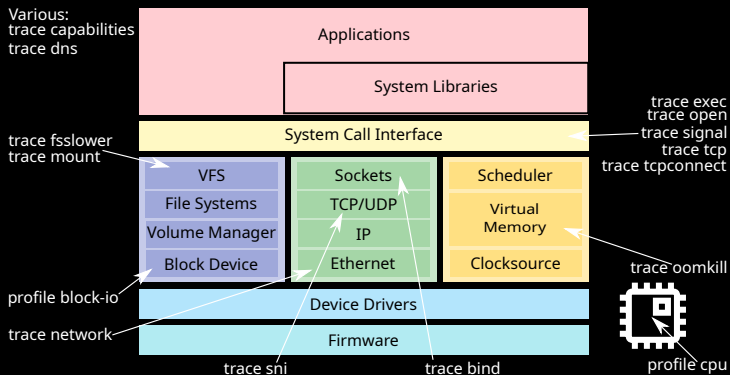 Various:
trace capabilities
trace dns
Applications
System Libraries
trace exec
trace open
trace signal
trace tcp
trace tcpconnect
System Call Interface
trace fsslower
trace mount
VFS
File Systems
Volume Manager
Block Device
Sockets
TCP/UDP
IP
Ethernet
Scheduler
Virtual
Memory
Clocksource
trace oomkill
profile block-io
trace network
Device Drivers
Firmware
trace sni
trace bind
profile cpu